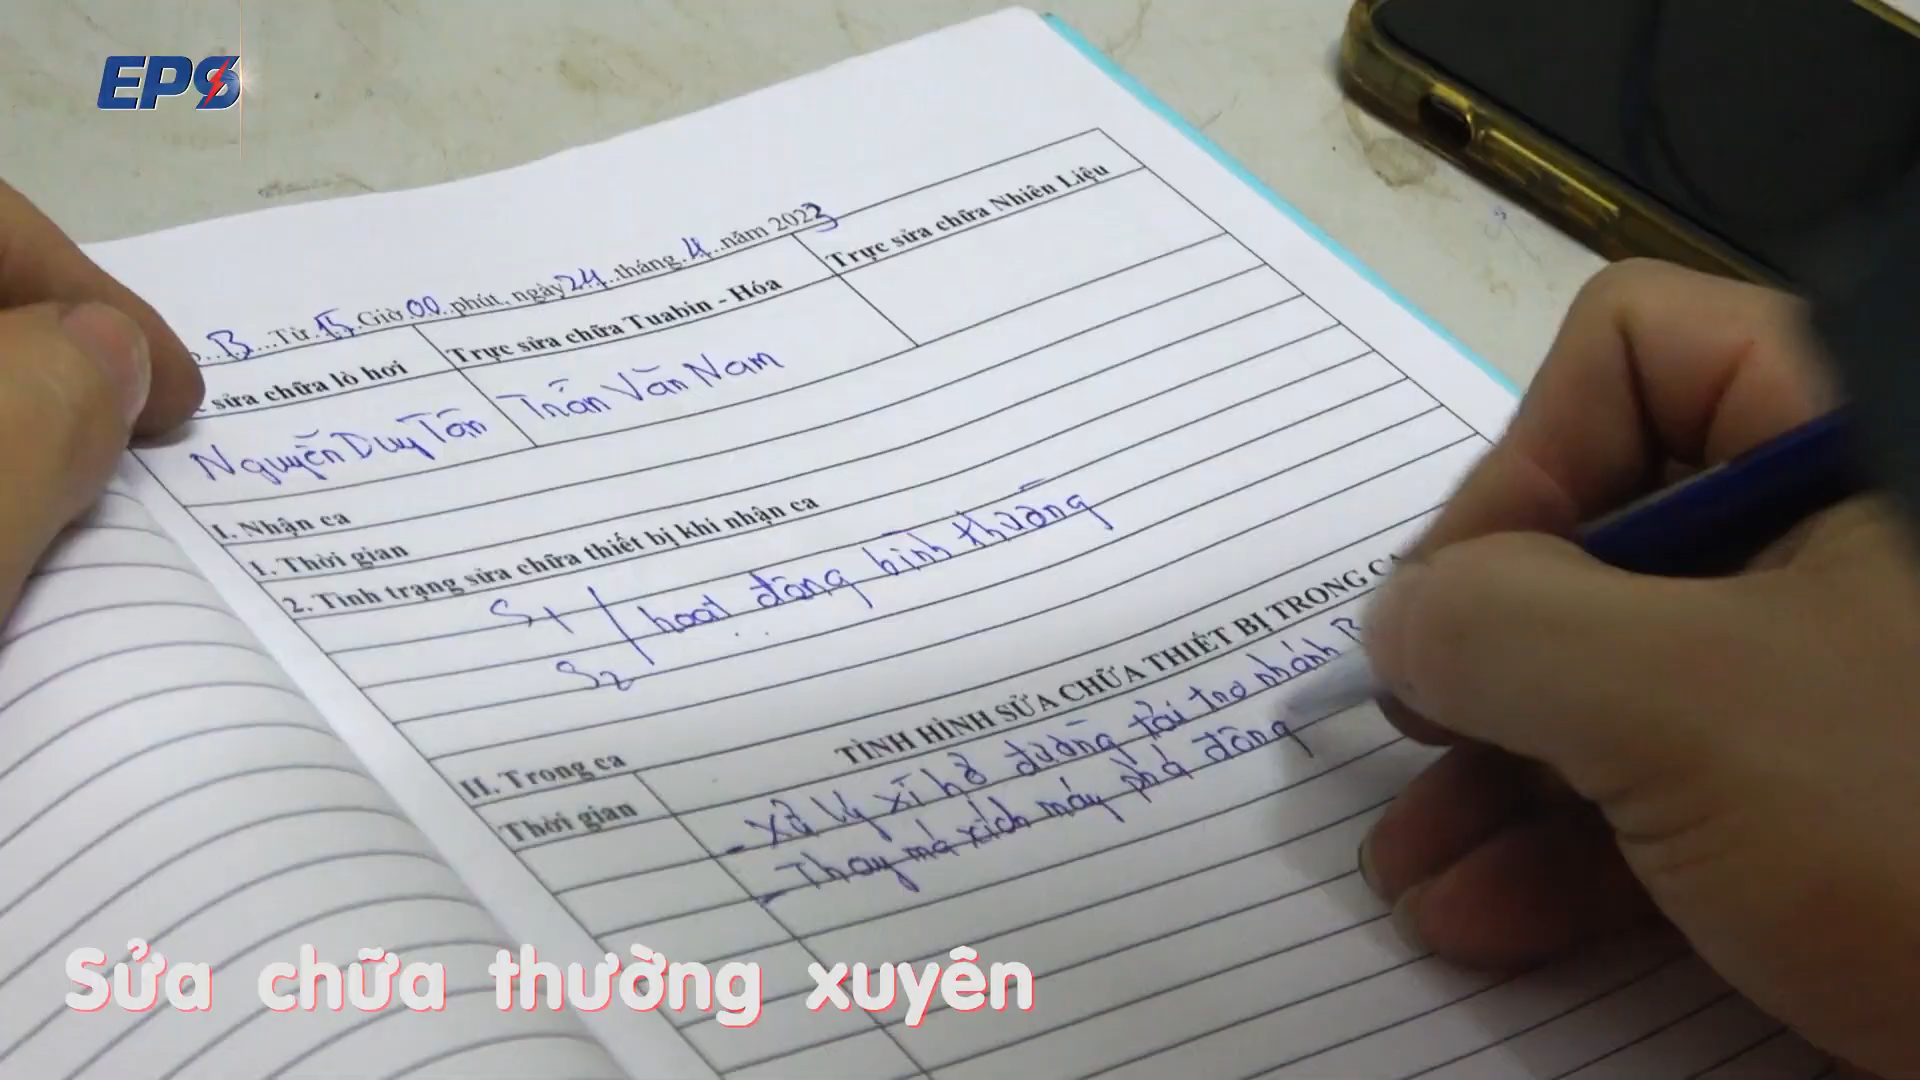 EPS
B...Từ 15 Giờ 00 phút, ngày 24 tháng 4 năm 2023
sửa chữa lò hơi Trực sửa chữa Tuabin - Hóa Trực sửa chữa Nhiên Liệu
Nguyễn Duy Tân Trần Văn Nam
I. Nhận ca
1. Thời gian
2. Tình trạng sửa chữa thiết bị khi nhận ca
S1 hoạt động bình thường
S2
II. Trong ca TÌNH HÌNH SỬA CHỮA THIẾT BỊ TRONG CA
Thời gian - Xử lý xì hở đường tải tro nhánh B
- Thay má xích máy phá đống
Sửa chữa thường xuyên